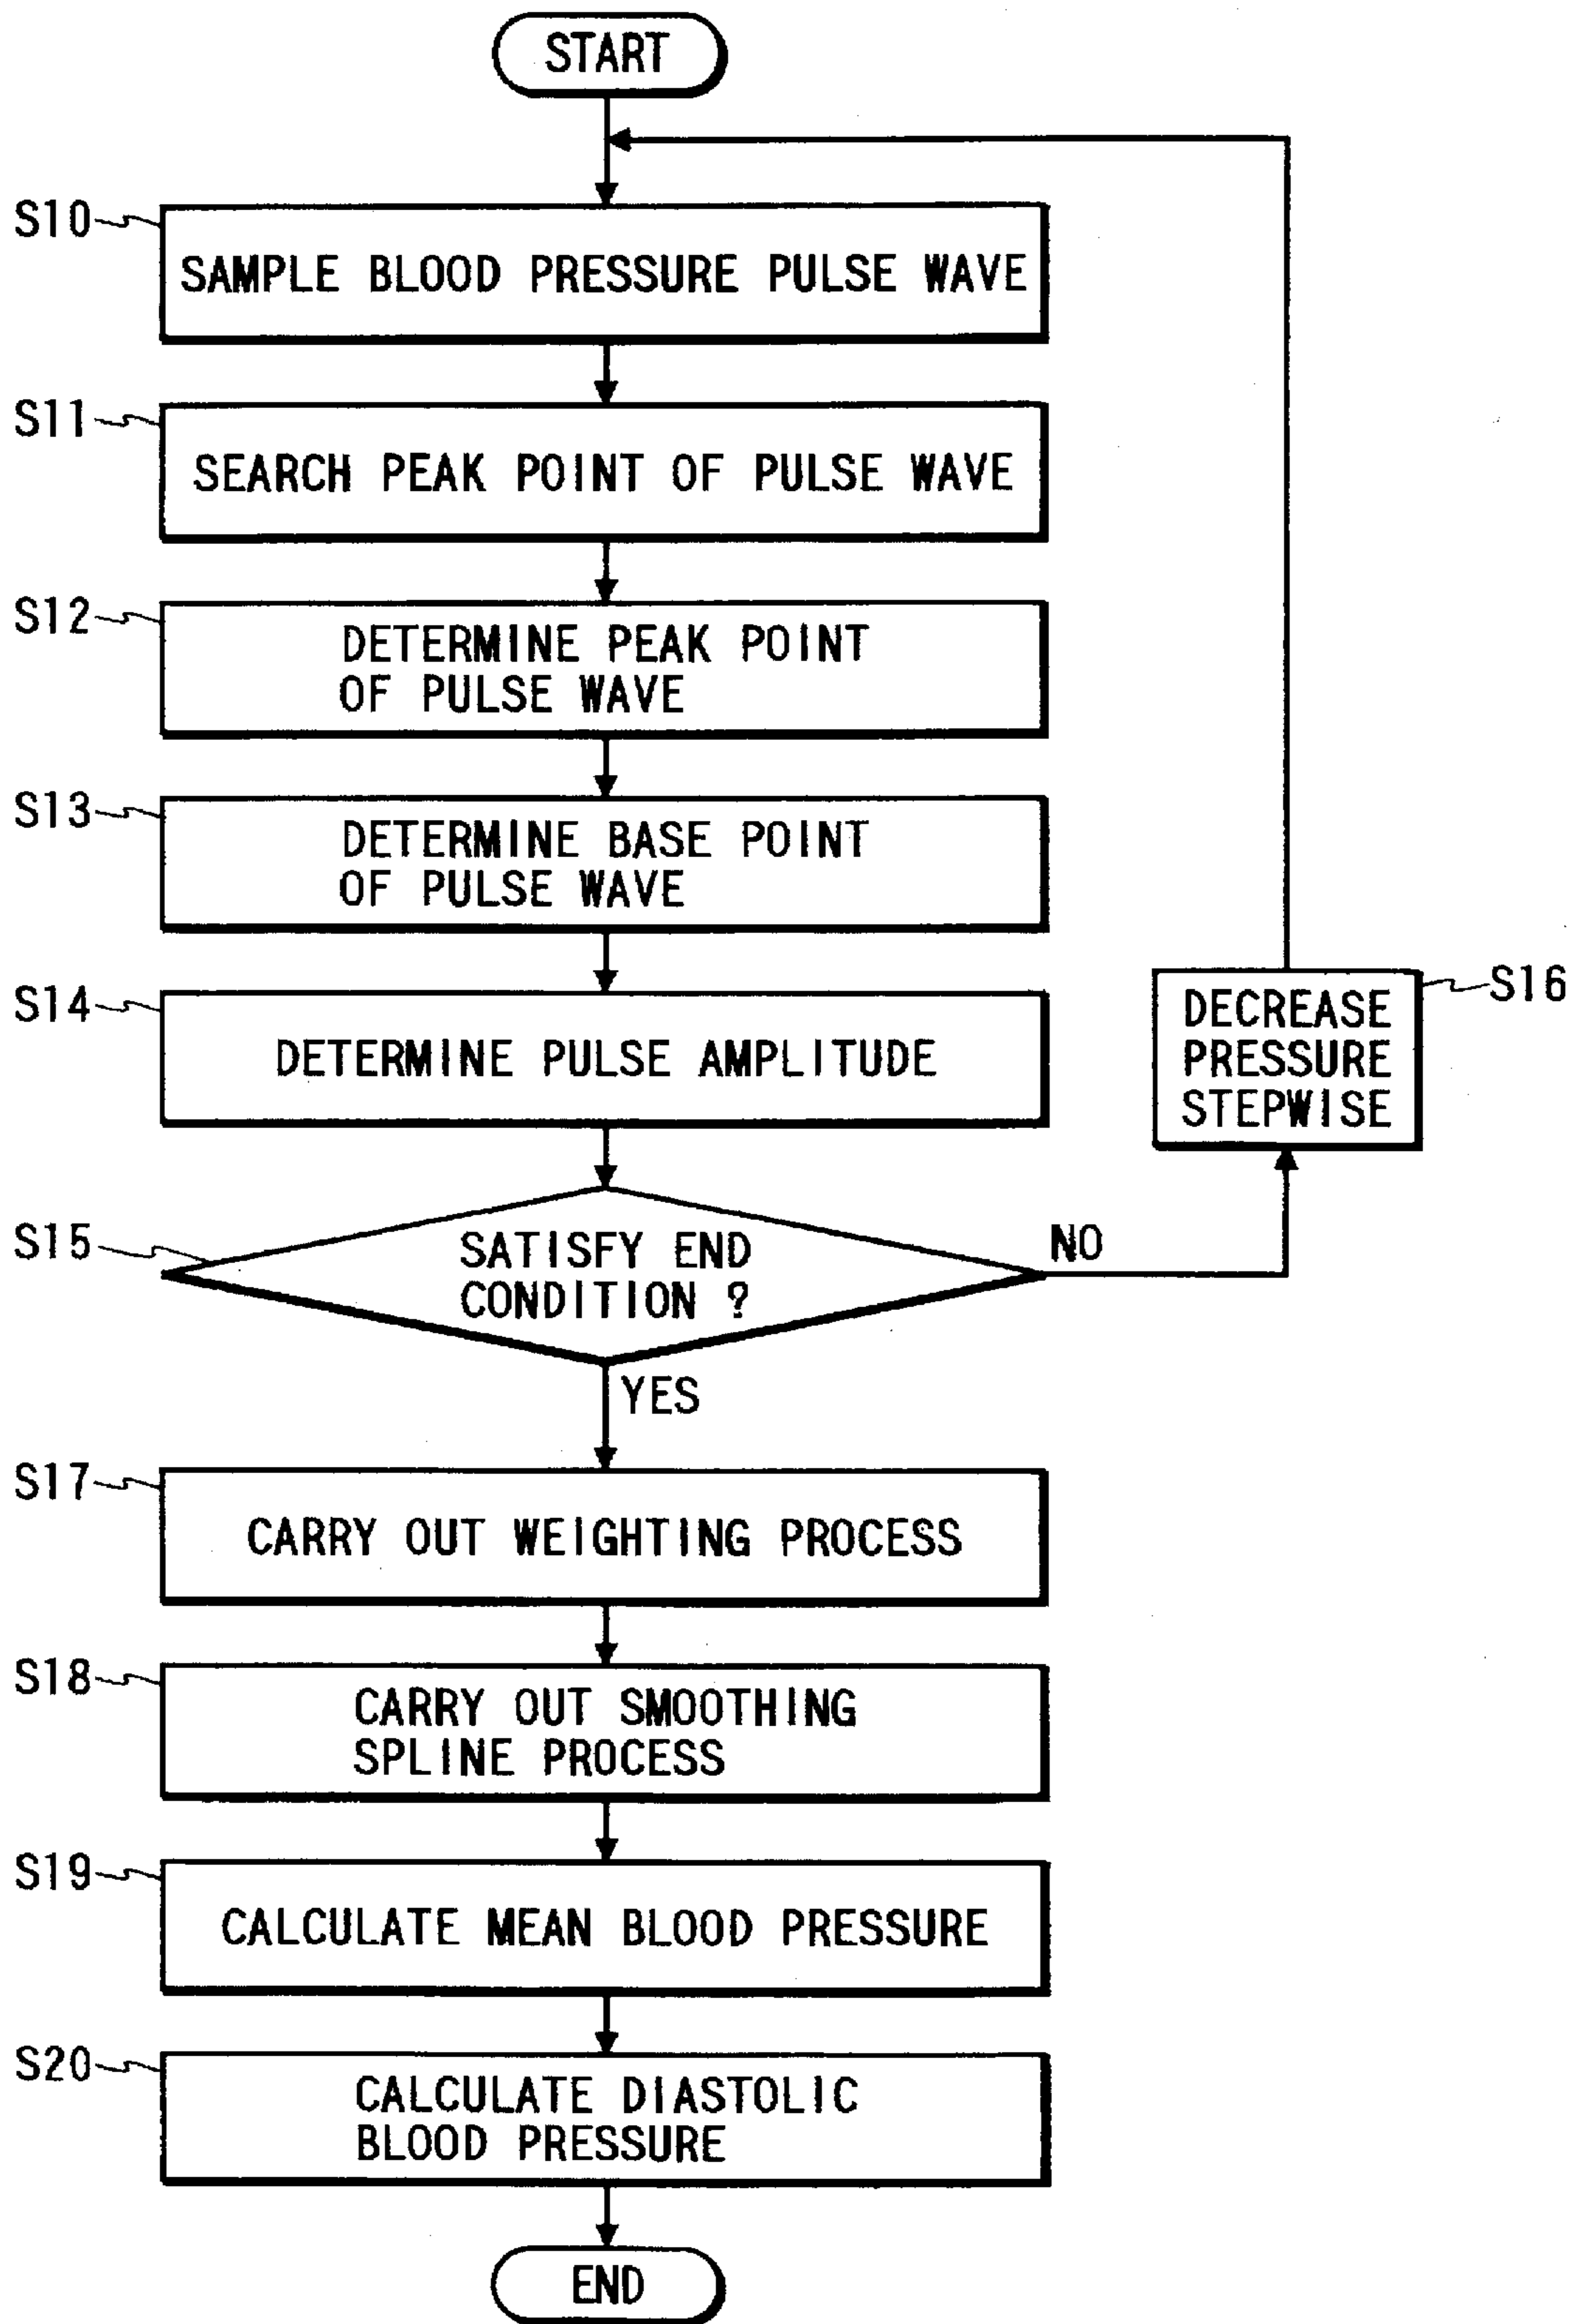 START
S10
SAMPLE BLOOD PRESSURE PULSE WAVE
S11
SEARCH PEAK POINT OF PULSE WAVE
S12
DETERMINE PEAK POINT
OF PULSE WAVE
S13
DETERMINE BASE POINT
OF PULSE WAVE
S14
DETERMINE PULSE AMPLITUDE
S16
DECREASE
PRESSURE
STEPWISE
S15
SATISFY END
CONDITION ?
NO
YES
S17
CARRY OUT WEIGHTING PROCESS
S18
CARRY OUT SMOOTHING
SPLINE PROCESS
S19
CALCULATE MEAN BLOOD PRESSURE
S20
CALCULATE DIASTOLIC
BLOOD PRESSURE
END